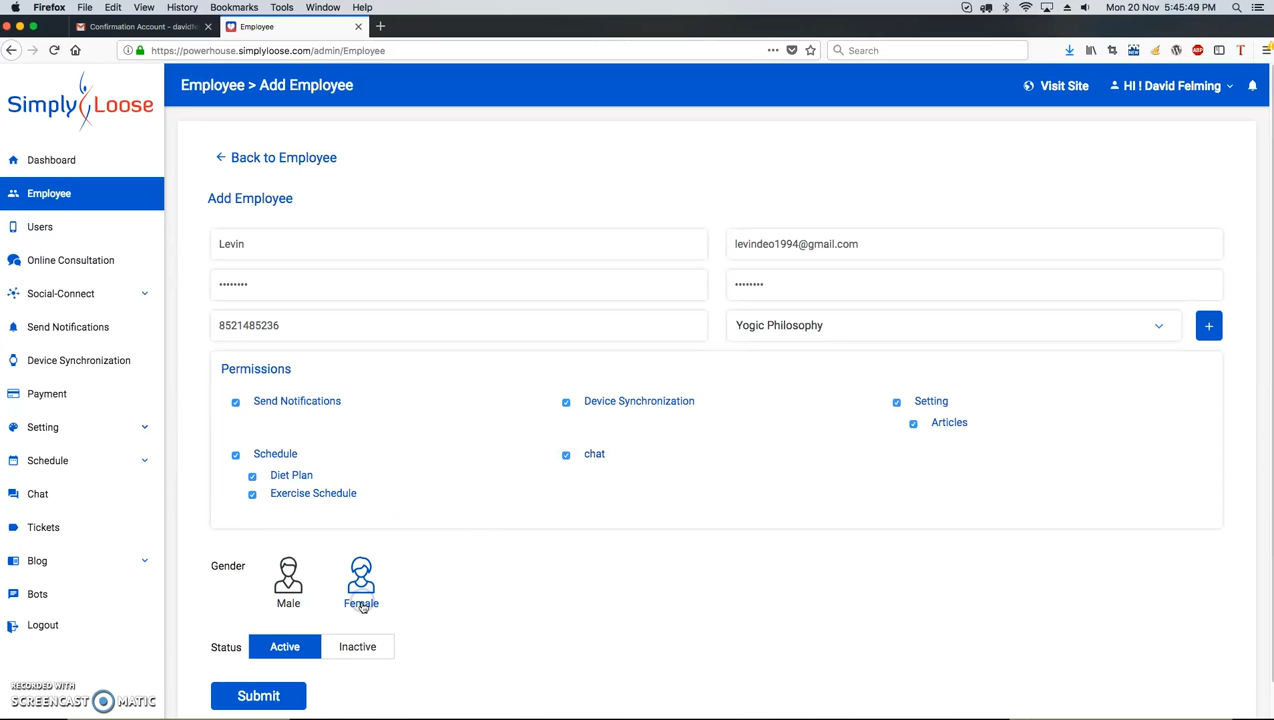 Firefox File Edit View History Bookmarks Tools Window Help Mon 20 Nov 5:45:49 PM
Confirmation Account - davidfe
Employee
https://powerhouse.simplyloose.com/admin/Employee
Search
Simply Loose
Employee > Add Employee
Visit Site
HI ! David Felming
Dashboard
Employee
Users
Online Consultation
Social-Connect
Send Notifications
Device Synchronization
Payment
Setting
Schedule
Chat
Tickets
Blog
Bots
Logout
Back to Employee
Add Employee
Levin
levindeo1994@gmail.com
••••••••
••••••••
8521485236
Yogic Philosophy
+
Permissions
Send Notifications
Device Synchronization
Setting
Articles
Schedule
chat
Diet Plan
Exercise Schedule
Gender
Male
Female
Status
Active
Inactive
Submit
RECORDED WITH
SCREENCAST MATIC